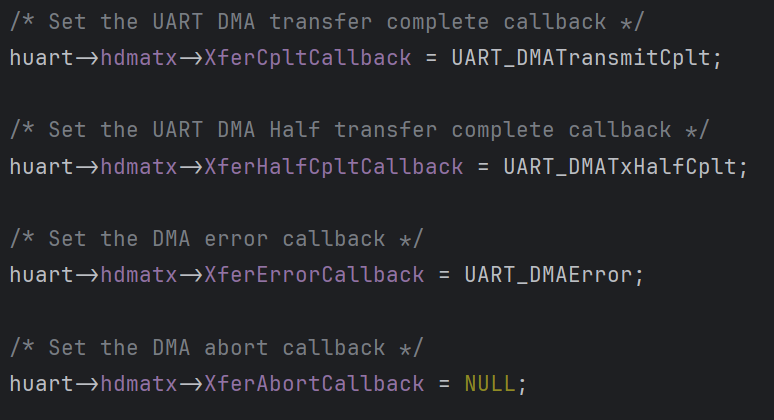 /* Set the UART DMA transfer complete callback */
huart->hdmatx->XferCpltCallback = UART_DMATransmitCplt;
/* Set the UART DMA Half transfer complete callback */
huart->hdmatx->XferHalfCpltCallback = UART_DMATxHalfCplt;
/* Set the DMA error callback */
huart->hdmatx->XferErrorCallback = UART_DMAError;
/* Set the DMA abort callback */
huart->hdmatx->XferAbortCallback = NULL;